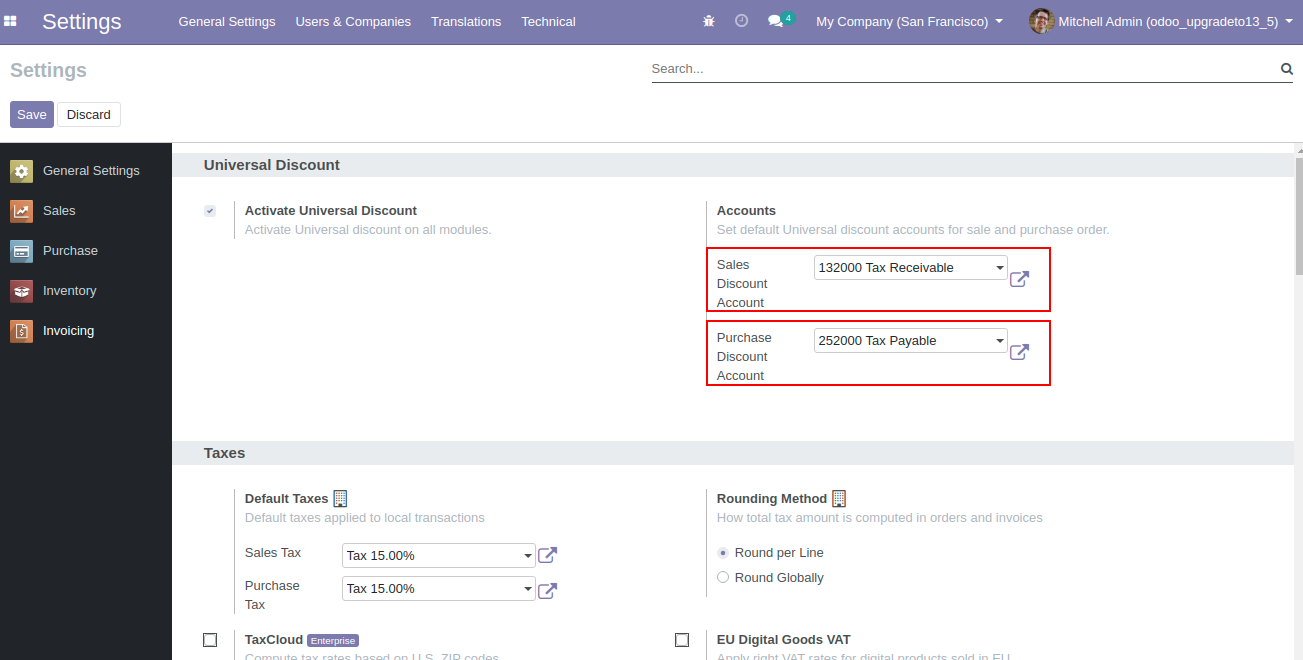 Settings General Settings Users & Companies Translations Technical 4 My Company (San Francisco) Mitchell Admin (odoo_upgradeto13_5)
Settings Search...
Save Discard
General Settings
Sales
Purchase
Inventory
Invoicing
Universal Discount
Activate Universal Discount
Activate Universal discount on all modules.
Accounts
Set default Universal discount accounts for sale and purchase order.
Sales
Discount
Account
132000 Tax Receivable
Purchase
Discount
Account
252000 Tax Payable
Taxes
Default Taxes
Default taxes applied to local transactions
Sales Tax Tax 15.00%
Purchase
Tax
Tax 15.00%
Rounding Method
How total tax amount is computed in orders and invoices
Round per Line
Round Globally
TaxCloud Enterprise
Compute tax rates based on U.S. ZIP codes
EU Digital Goods VAT
Apply right VAT rates for digital products sold in EU